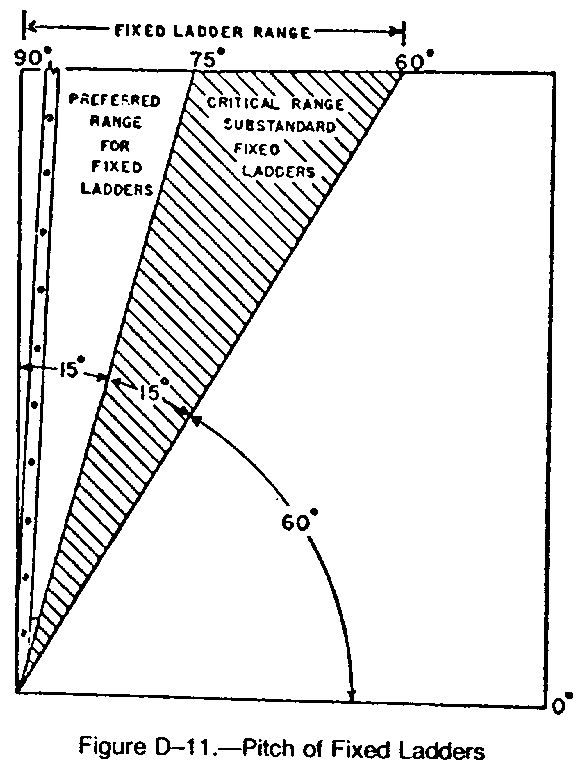 FIXED LADDER RANGE
90° 75° 60°
PREFERRED
RANGE
FOR
FIXED
LADDERS
CRITICAL RANGE
SUBSTANDARD
FIXED
LADDERS
15°
15°
60°
0°
Figure D–11.—Pitch of Fixed Ladders